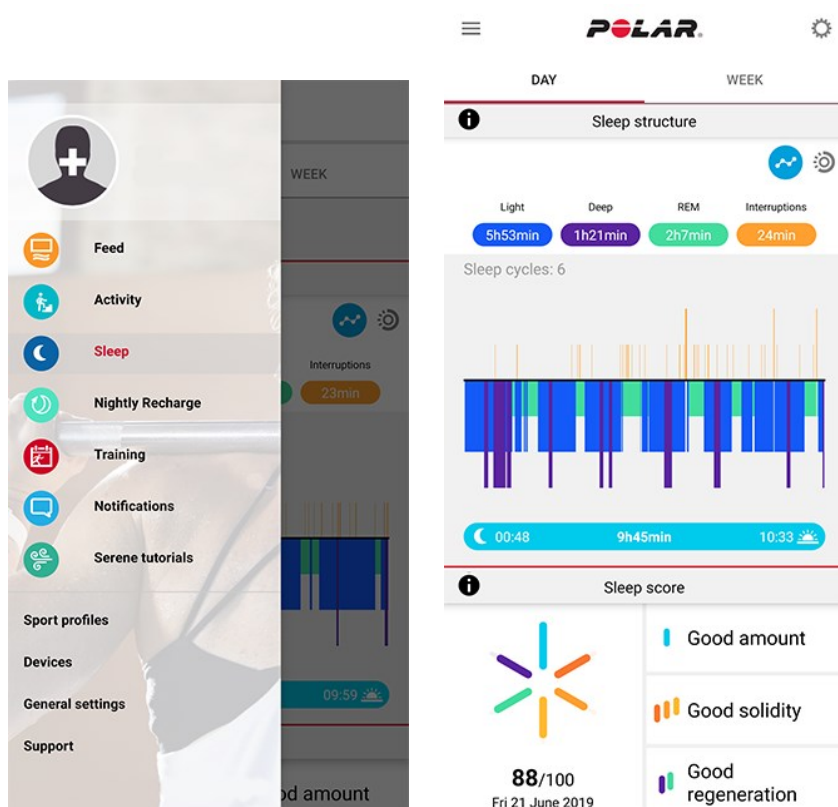 Feed
Activity
Sleep
Nightly Recharge
Training
Notifications
Serene tutorials
Sport profiles
Devices
General settings
Support
WEEK
Interruptions
23min
09:59
od amount
POLAR.
DAY WEEK
Sleep structure
Light Deep REM Interruptions
5h53min 1h21min 2h7min 24min
Sleep cycles: 6
00:48 9h45min 10:33
Sleep score
Good amount
Good solidity
Good
regeneration
88/100
Fri 21 June 2019